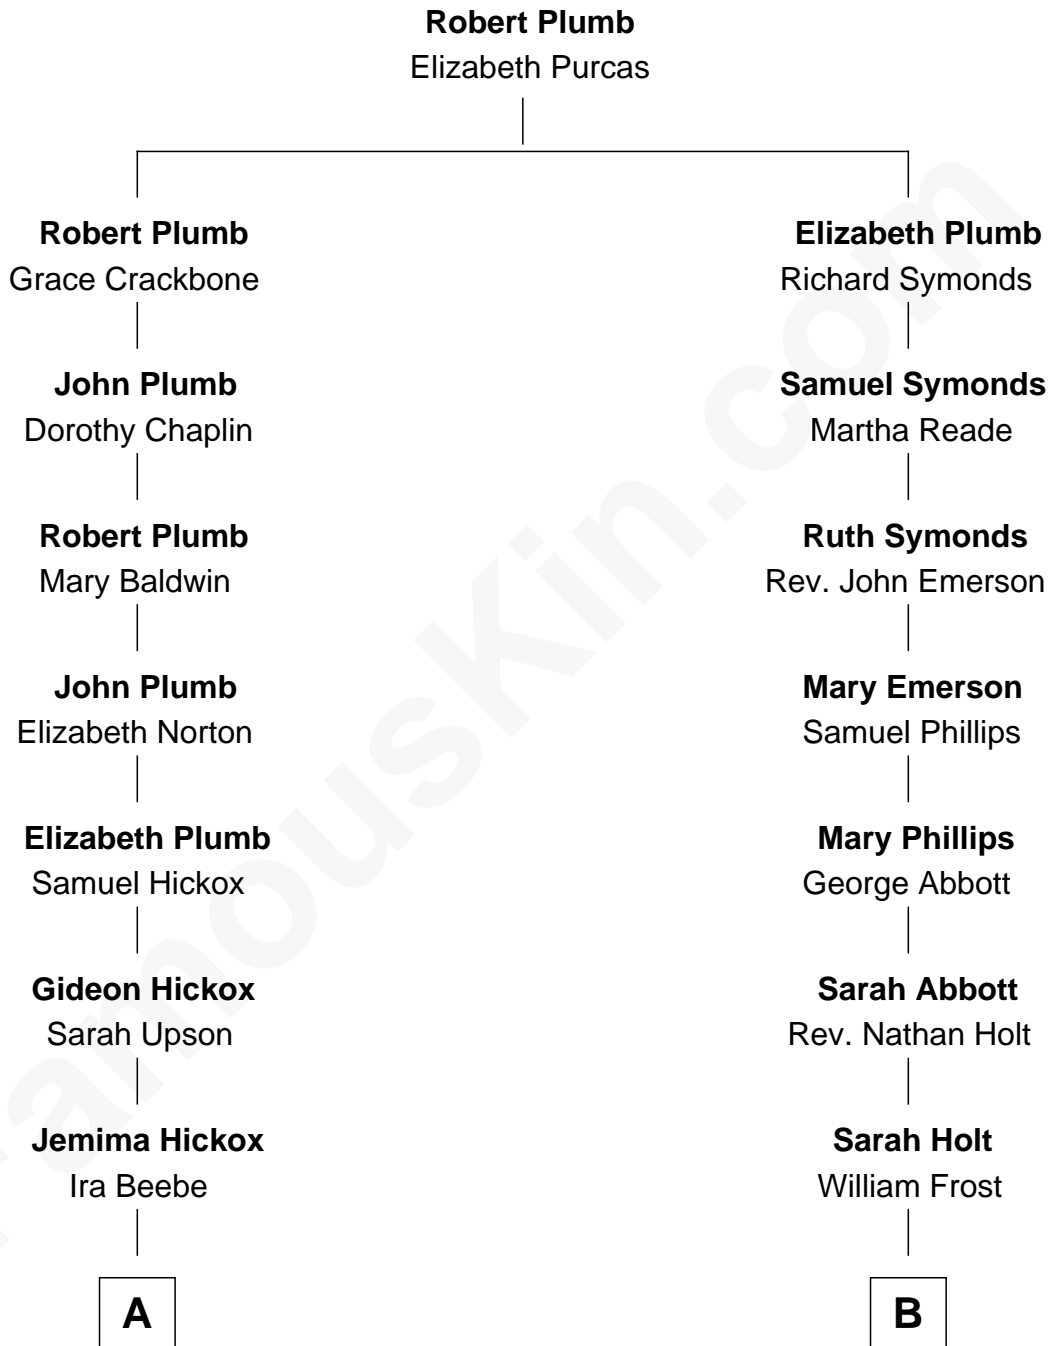 Robert Plumb
Elizabeth Purcas
Robert Plumb
Grace Crackbone
Elizabeth Plumb
Richard Symonds
John Plumb
Dorothy Chaplin
Samuel Symonds
Martha Reade
Robert Plumb
Mary Baldwin
Ruth Symonds
Rev. John Emerson
John Plumb
Elizabeth Norton
Mary Emerson
Samuel Phillips
Elizabeth Plumb
Samuel Hickox
Mary Phillips
George Abbott
Gideon Hickox
Sarah Upson
Sarah Abbott
Rev. Nathan Holt
Jemima Hickox
Ira Beebe
Sarah Holt
William Frost
A
B
FamousKin.com